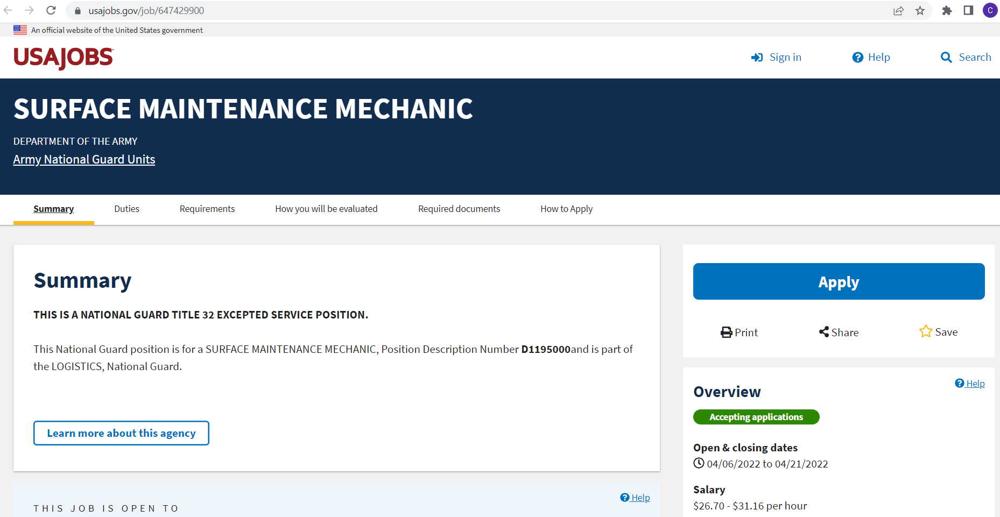 usajobs.gov/job/647429900
C
An official website of the United States government
USAJOBS
Sign in
Help
Search
SURFACE MAINTENANCE MECHANIC
DEPARTMENT OF THE ARMY
Army National Guard Units
Summary
Duties
Requirements
How you will be evaluated
Required documents
How to Apply
Summary
THIS IS A NATIONAL GUARD TITLE 32 EXCEPTED SERVICE POSITION.
This National Guard position is for a SURFACE MAINTENANCE MECHANIC, Position Description Number D1195000and is part of
the LOGISTICS, National Guard.
Learn more about this agency
Help
THIS JOB IS OPEN TO
Apply
Print
Share
Save
Help
Overview
Accepting applications
Open & closing dates
04/06/2022 to 04/21/2022
Salary
$26.70 - $31.16 per hour